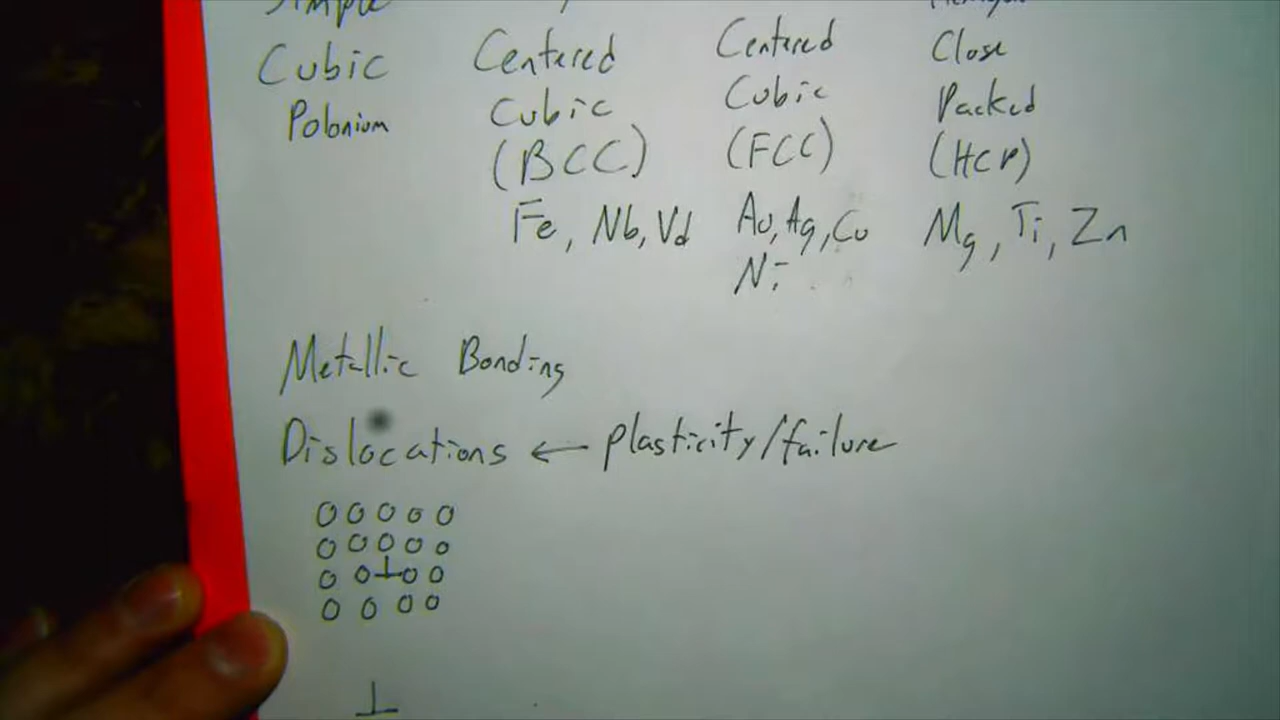 Simple
Cubic Centered Centered Close
Polonium Cubic Cubic Packed
(BCC) (FCC) (HCP)
Fe, Nb, Vd Au, Ag, Cu Mg, Ti, Zn
Ni
Metallic Bonding
Dislocations ← plasticity/failure